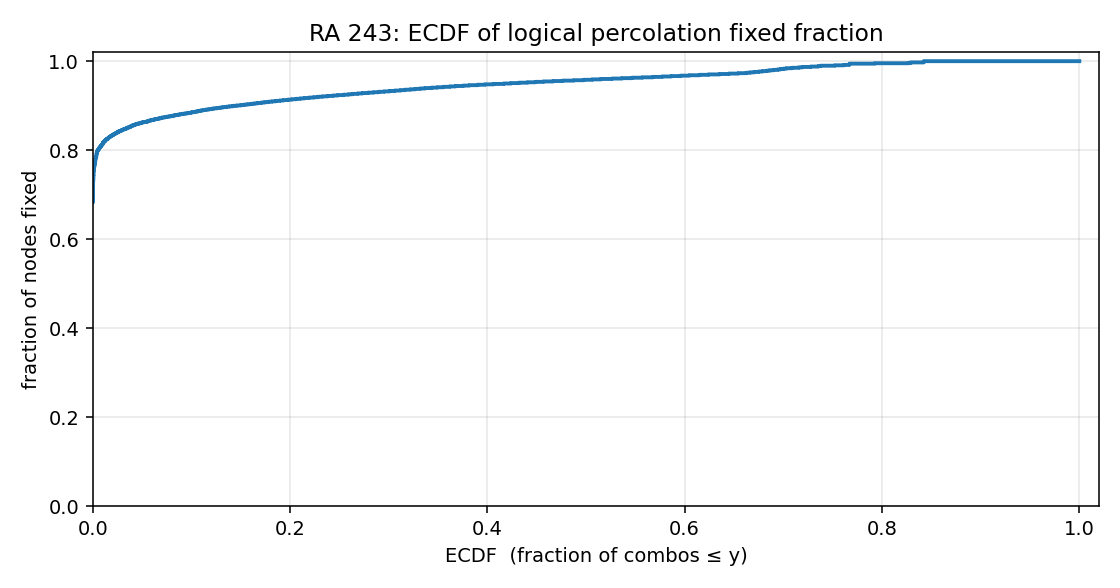 RA 243: ECDF of logical percolation fixed fraction
fraction of nodes fixed
1.0
0.8
0.6
0.4
0.2
0.0
0.0 0.2 0.4 0.6 0.8 1.0
ECDF  (fraction of combos ≤ y)